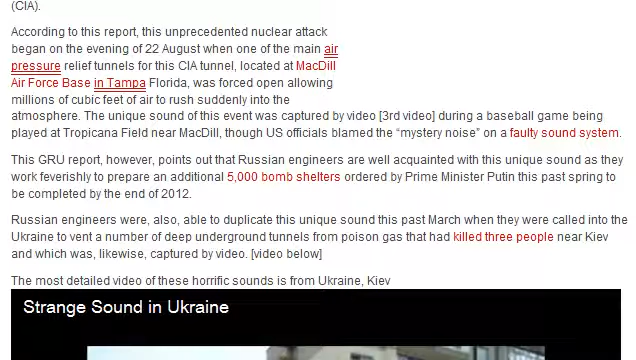 (CIA).
According to this report, this unprecedented nuclear attack
began on the evening of 22 August when one of the main air
pressure relief tunnels for this CIA tunnel, located at MacDill
Air Force Base in Tampa Florida, was forced open allowing
millions of cubic feet of air to rush suddenly into the
atmosphere. The unique sound of this event was captured by video [3rd video] during a baseball game being
played at Tropicana Field near MacDill, though US officials blamed the “mystery noise” on a faulty sound system.
This GRU report, however, points out that Russian engineers are well acquainted with this unique sound as they
work feverishly to prepare an additional 5,000 bomb shelters ordered by Prime Minister Putin this past spring to
be completed by the end of 2012.
Russian engineers were, also, able to duplicate this unique sound this past March when they were called into the
Ukraine to vent a number of deep underground tunnels from poison gas that had killed three people near Kiev
and which was, likewise, captured by video. [video below]
The most detailed video of these horrific sounds is from Ukraine, Kiev
Strange Sound in Ukraine